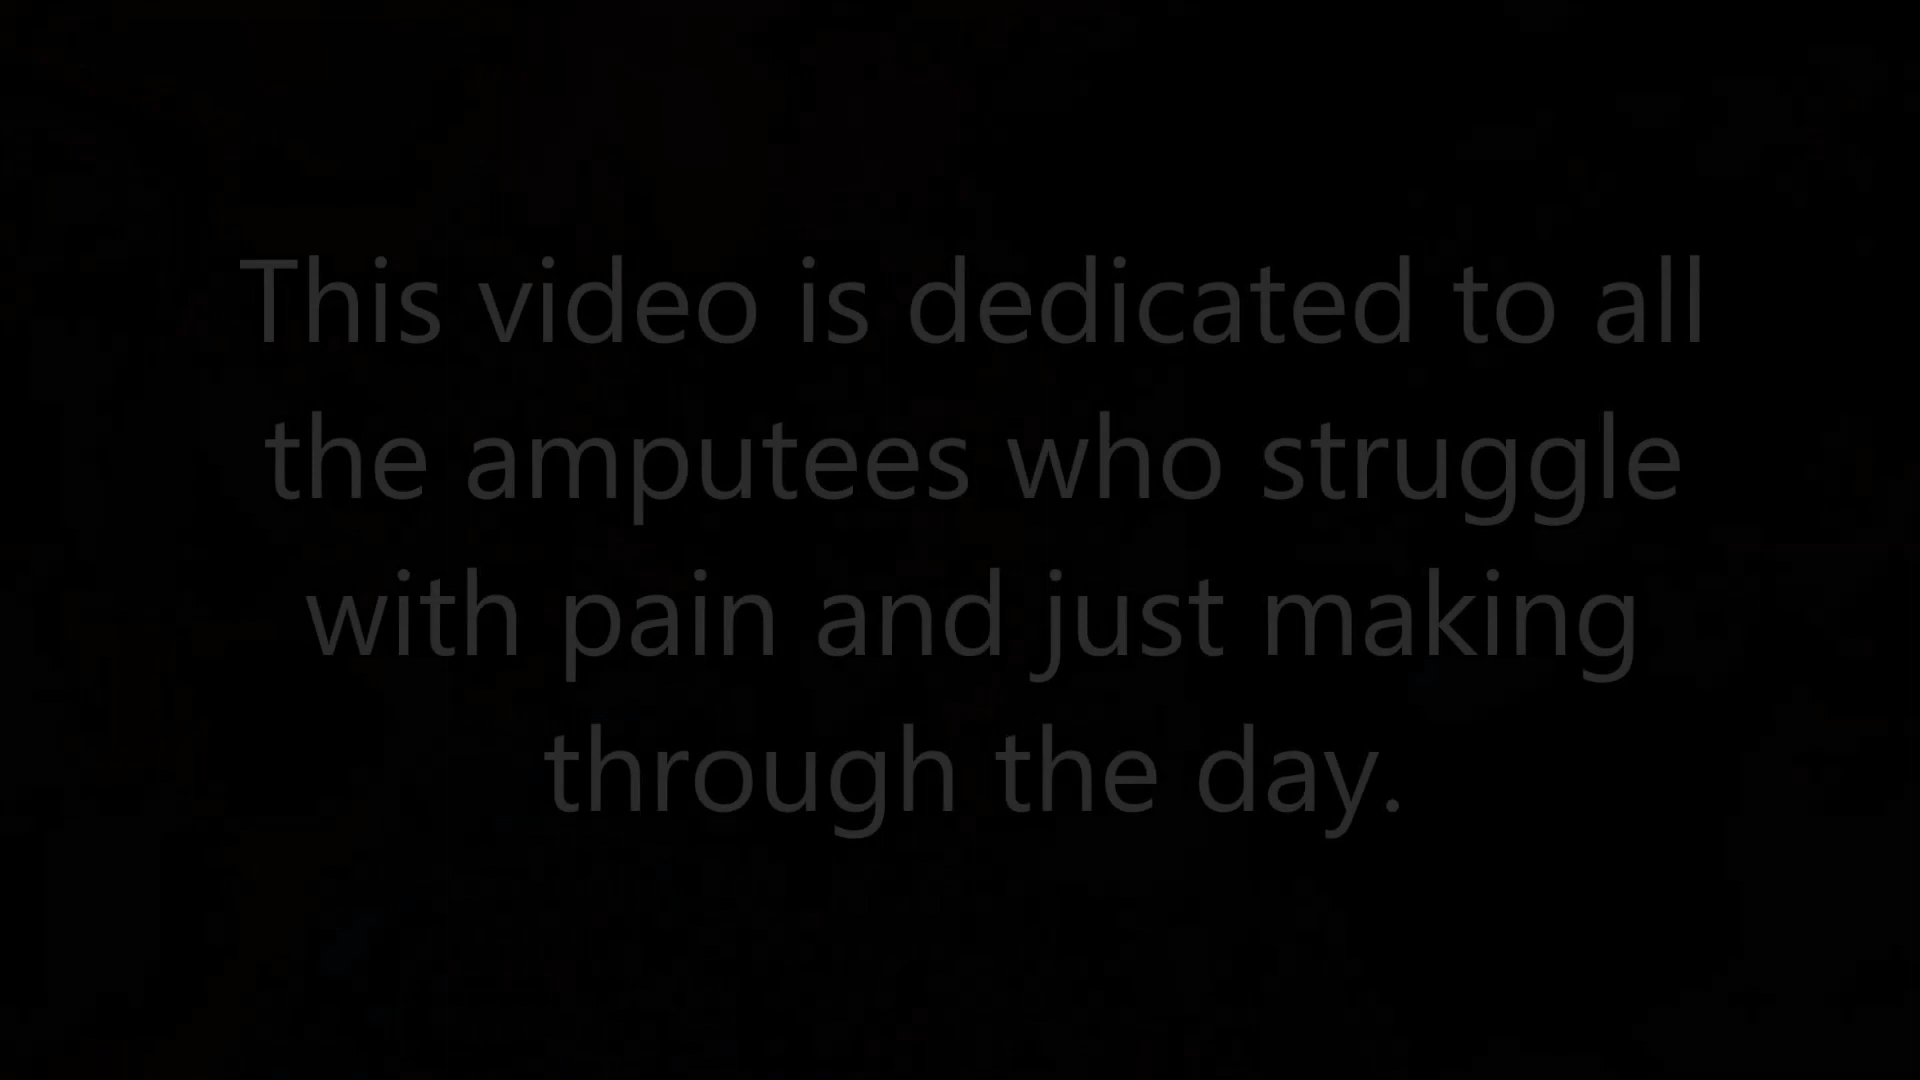 This video is dedicated to all
the amputees who struggle
with pain and just making
through the day.